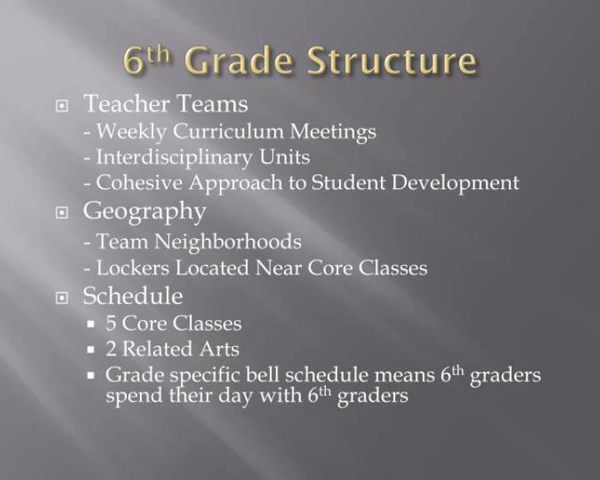 6th Grade Structure
Teacher Teams
- Weekly Curriculum Meetings
- Interdisciplinary Units
- Cohesive Approach to Student Development
Geography
- Team Neighborhoods
- Lockers Located Near Core Classes
Schedule
5 Core Classes
2 Related Arts
Grade specific bell schedule means 6th graders
spend their day with 6th graders